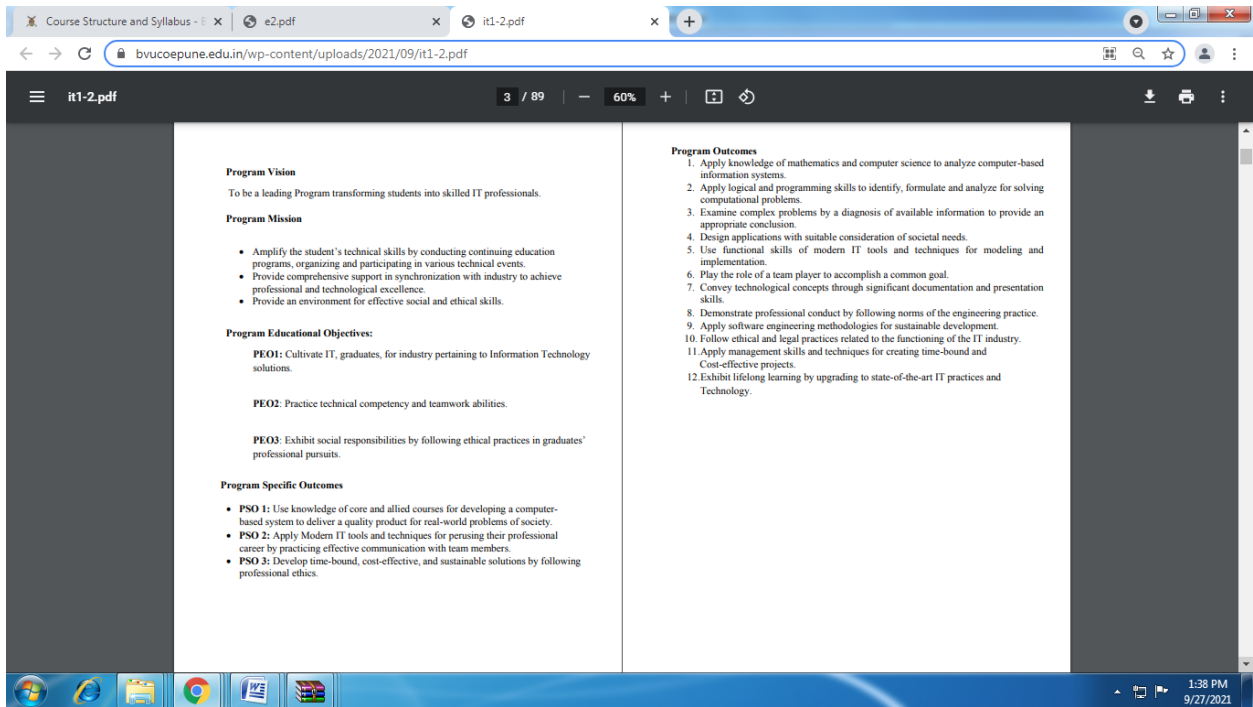 Course Structure and Syllabus - E
e2.pdf
it1-2.pdf
bvucoepune.edu.in/wp-content/uploads/2021/09/it1-2.pdf
it1-2.pdf
3 / 89
60%
Program Vision
To be a leading Program transforming students into skilled IT professionals.
Program Mission
• Amplify the student's technical skills by conducting continuing education
programs, organizing and participating in various technical events.
• Provide comprehensive support in synchronization with industry to achieve
professional and technological excellence.
• Provide an environment for effective social and ethical skills.
Program Educational Objectives:
PEO1: Cultivate IT, graduates, for industry pertaining to Information Technology
solutions.
PEO2: Practice technical competency and teamwork abilities.
PEO3: Exhibit social responsibilities by following ethical practices in graduates'
professional pursuits.
Program Specific Outcomes
• PSO 1: Use knowledge of core and allied courses for developing a computer-
based system to deliver a quality product for real-world problems of society.
• PSO 2: Apply Modern IT tools and techniques for perusing their professional
career by practicing effective communication with team members.
• PSO 3: Develop time-bound, cost-effective, and sustainable solutions by following
professional ethics.
Program Outcomes
1. Apply knowledge of mathematics and computer science to analyze computer-based
information systems.
2. Apply logical and programming skills to identify, formulate and analyze for solving
computational problems.
3. Examine complex problems by a diagnosis of available information to provide an
appropriate conclusion.
4. Design applications with suitable consideration of societal needs.
5. Use functional skills of modern IT tools and techniques for modeling and
implementation.
6. Play the role of a team player to accomplish a common goal.
7. Convey technological concepts through significant documentation and presentation
skills.
8. Demonstrate professional conduct by following norms of the engineering practice.
9. Apply software engineering methodologies for sustainable development.
10. Follow ethical and legal practices related to the functioning of the IT industry.
11.Apply management skills and techniques for creating time-bound and
Cost-effective projects.
12.Exhibit lifelong learning by upgrading to state-of-the-art IT practices and
Technology.
1:38 PM
9/27/2021